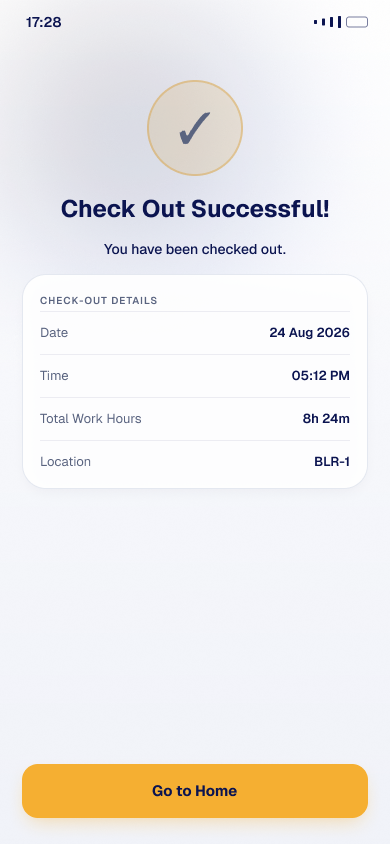 17:28
✓
Check Out Successful!
You have been checked out.
CHECK-OUT DETAILS
Date 24 Aug 2026
Time 05:12 PM
Total Work Hours 8h 24m
Location BLR-1
Go to Home